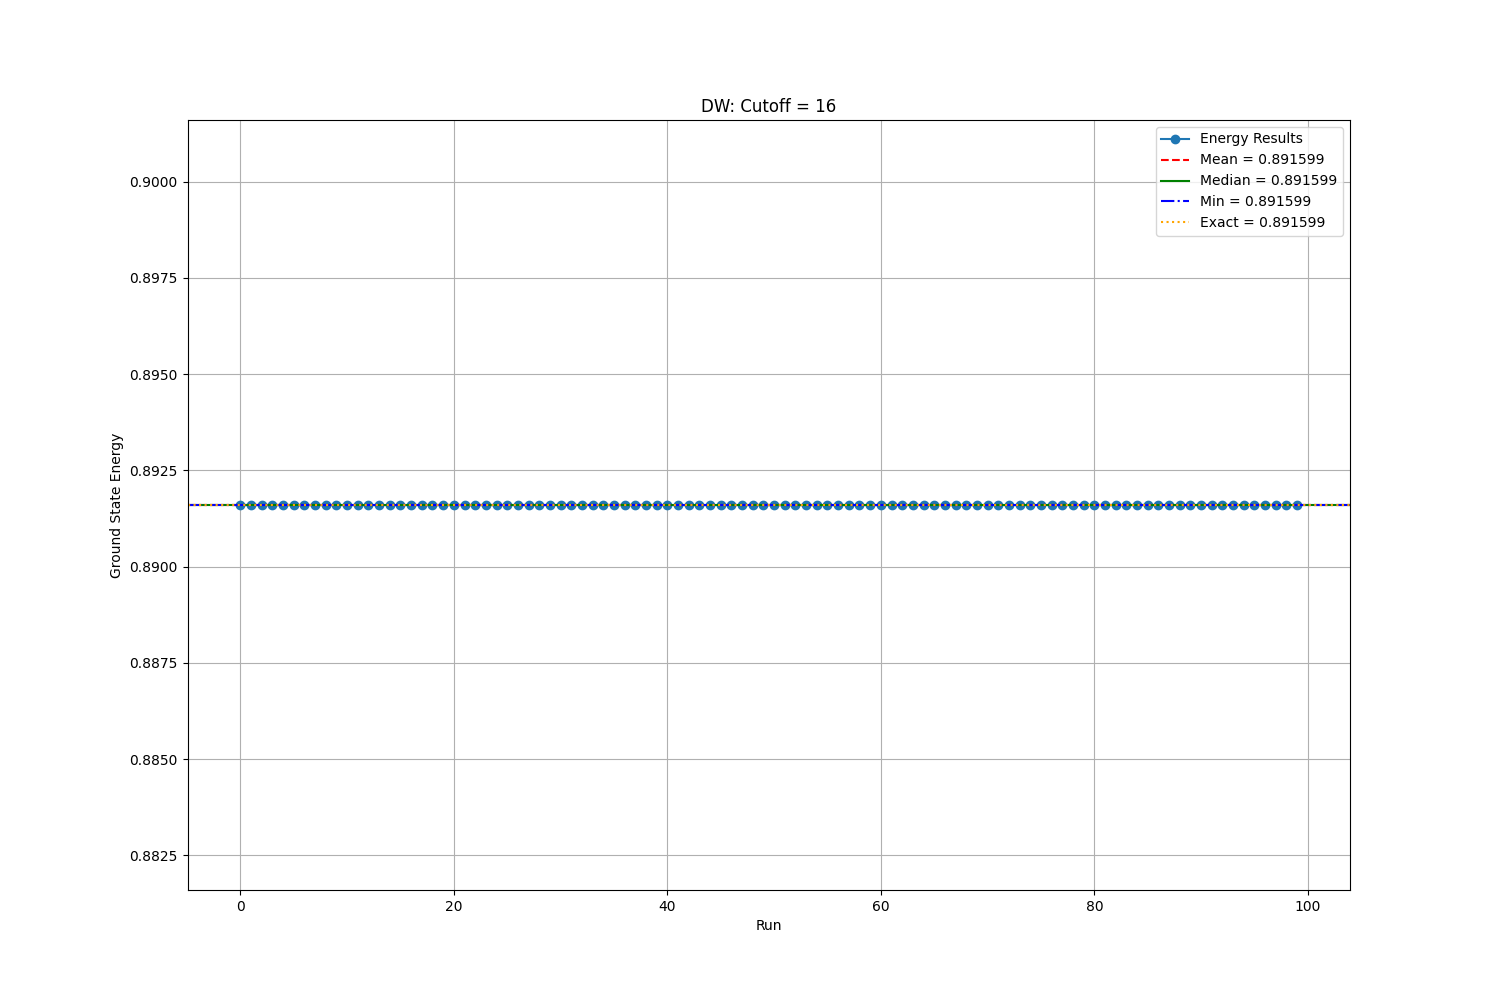 DW: Cutoff = 16
Energy Results
Mean = 0.891599
Median = 0.891599
Min = 0.891599
Exact = 0.891599
Ground State Energy
0.9000
0.8975
0.8950
0.8925
0.8900
0.8875
0.8850
0.8825
0 20 40 60 80 100
Run